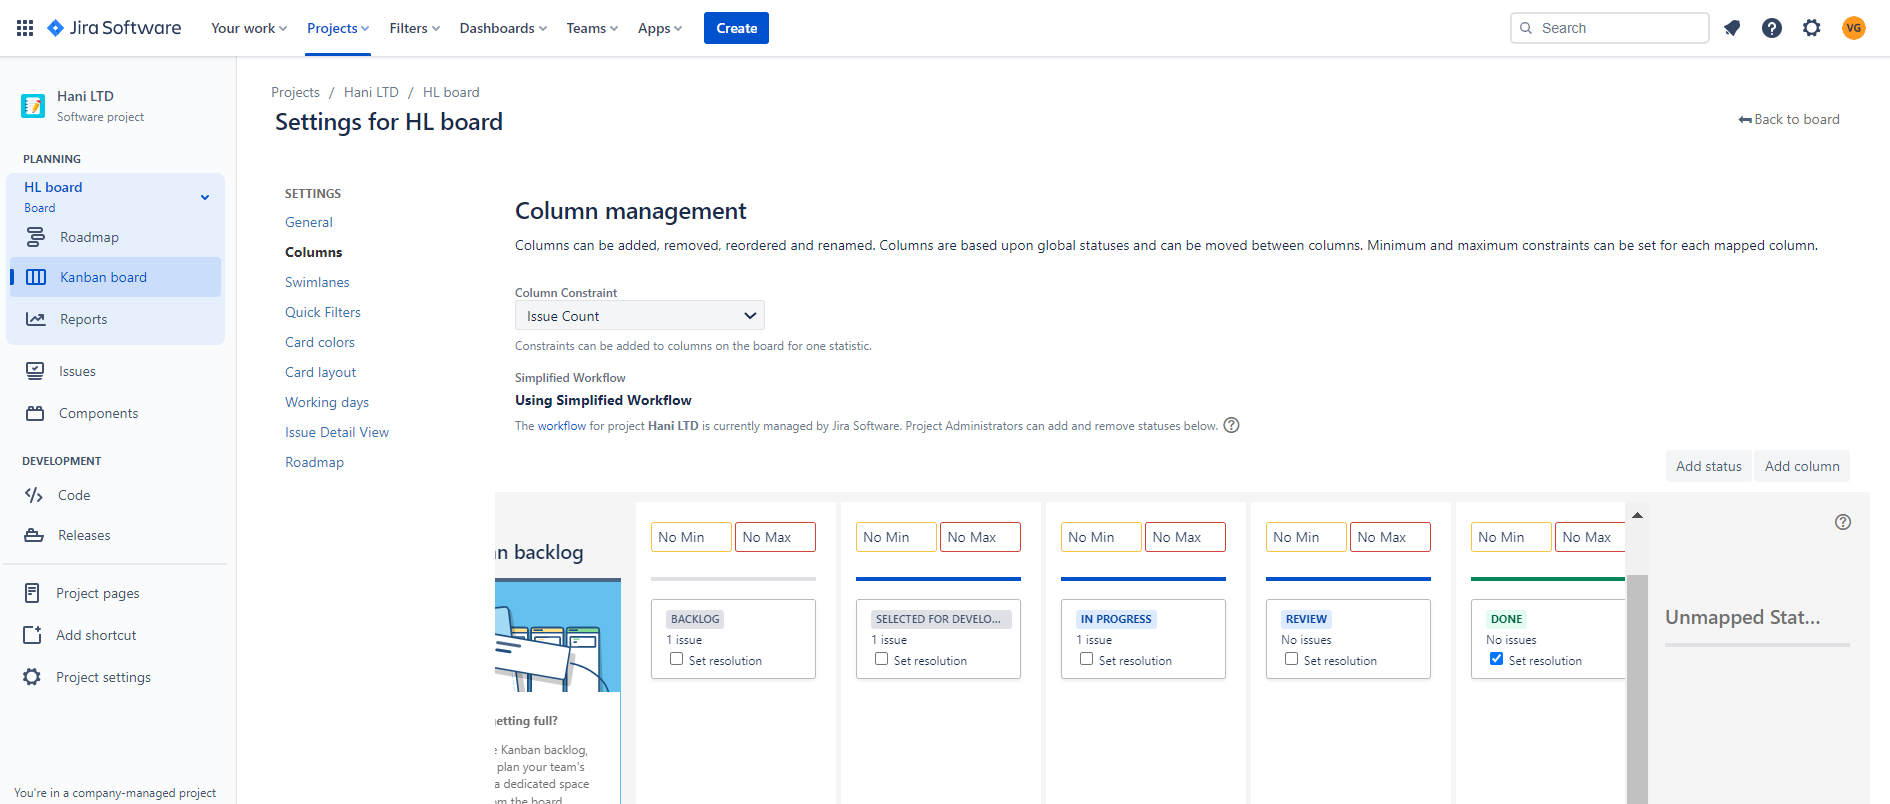 Jira Software
Your work
Projects
Filters
Dashboards
Teams
Apps
Create
Search
VG
Hani LTD
Software project
PLANNING
HL board
Board
Roadmap
Kanban board
Reports
Issues
Components
DEVELOPMENT
Code
Releases
Project pages
Add shortcut
Project settings
You're in a company-managed project
Projects / Hani LTD / HL board
Settings for HL board
Back to board
SETTINGS
General
Columns
Swimlanes
Quick Filters
Card colors
Card layout
Working days
Issue Detail View
Roadmap
Column management
Columns can be added, removed, reordered and renamed. Columns are based upon global statuses and can be moved between columns. Minimum and maximum constraints can be set for each mapped column.
Column Constraint
Issue Count
Constraints can be added to columns on the board for one statistic.
Simplified Workflow
Using Simplified Workflow
The workflow for project Hani LTD is currently managed by Jira Software. Project Administrators can add and remove statuses below.
Add status
Add column
backlog
getting full?
Kanban backlog,
plan your team's
a dedicated space
the board
No Min
No Max
BACKLOG
1 issue
Set resolution
No Min
No Max
SELECTED FOR DEVELO...
1 issue
Set resolution
No Min
No Max
IN PROGRESS
1 issue
Set resolution
No Min
No Max
REVIEW
No issues
Set resolution
No Min
No Max
DONE
No issues
Set resolution
Unmapped Stat...